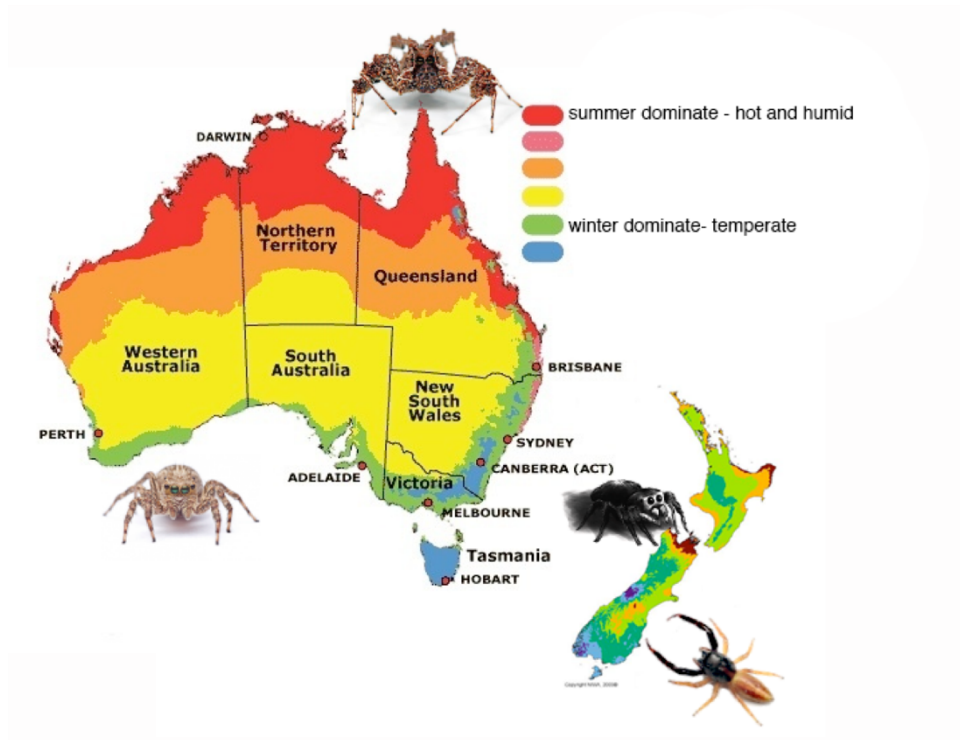 summer dominate - hot and humid
DARWIN
winter dominate- temperate
Northern
Territory
Queensland
Western
Australia
South
Australia
BRISBANE
New
South
Wales
PERTH
SYDNEY
ADELAIDE
CANBERRA (ACT)
Victoria
MELBOURNE
Tasmania
HOBART